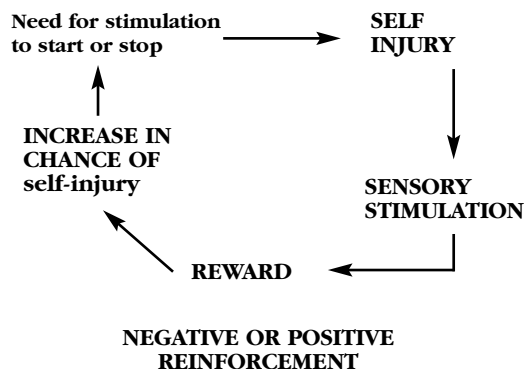 Need for stimulation
to start or stop
SELF
INJURY
SENSORY
STIMULATION
REWARD
INCREASE IN
CHANCE OF
self-injury
NEGATIVE OR POSITIVE
REINFORCEMENT